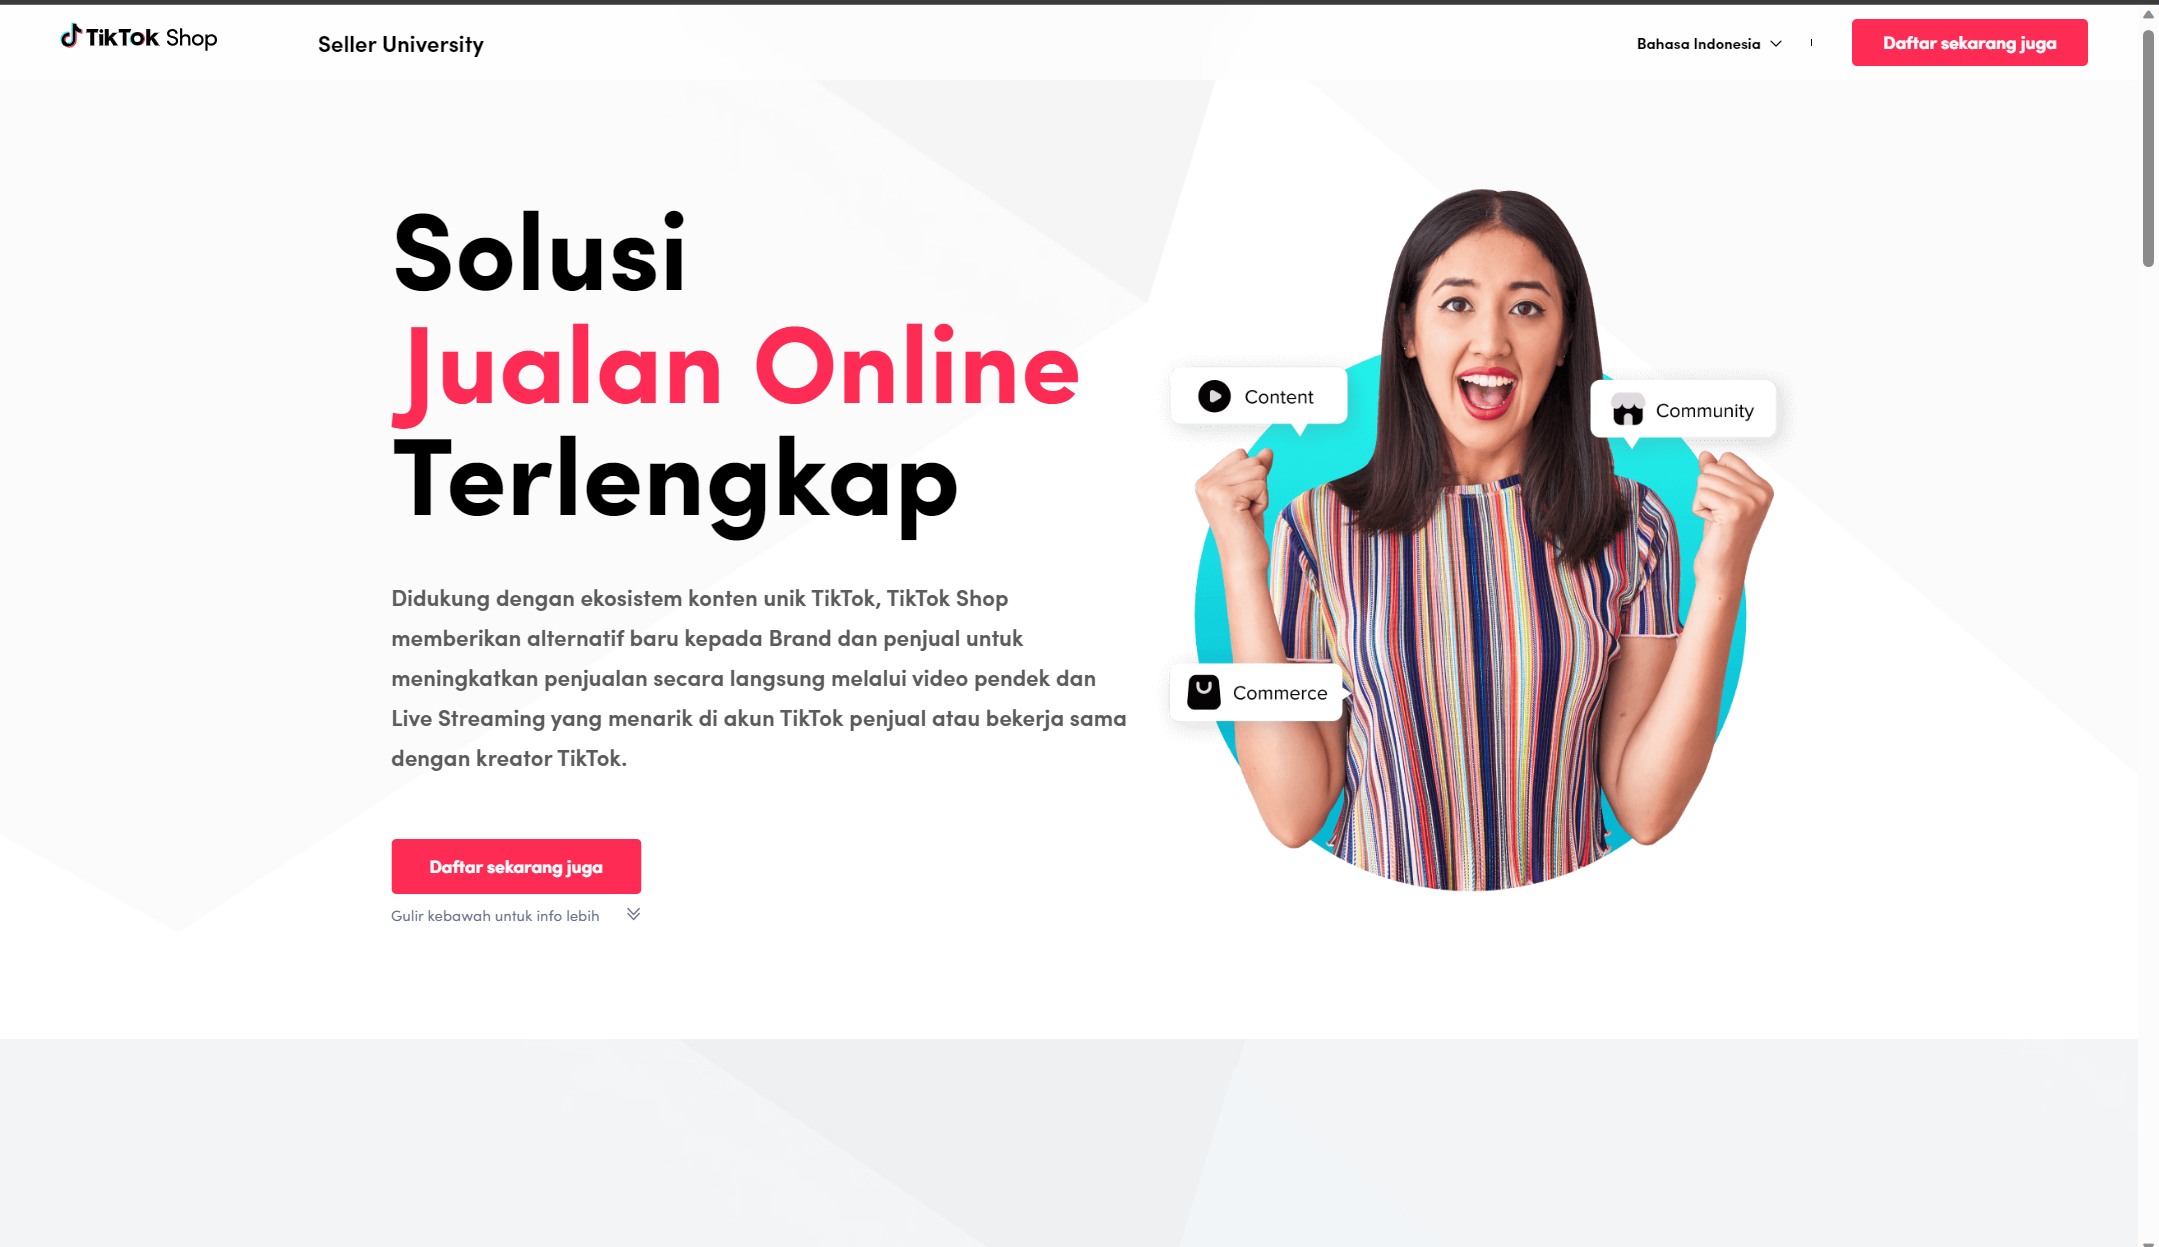 TikTok Shop
Seller University
Bahasa Indonesia
Daftar sekarang juga
Solusi
Jualan Online
Terlengkap
Content
Community
Commerce
Didukung dengan ekosistem konten unik TikTok, TikTok Shop
memberikan alternatif baru kepada Brand dan penjual untuk
meningkatkan penjualan secara langsung melalui video pendek dan
Live Streaming yang menarik di akun TikTok penjual atau bekerja sama
dengan kreator TikTok.
Daftar sekarang juga
Gulir kebawah untuk info lebih